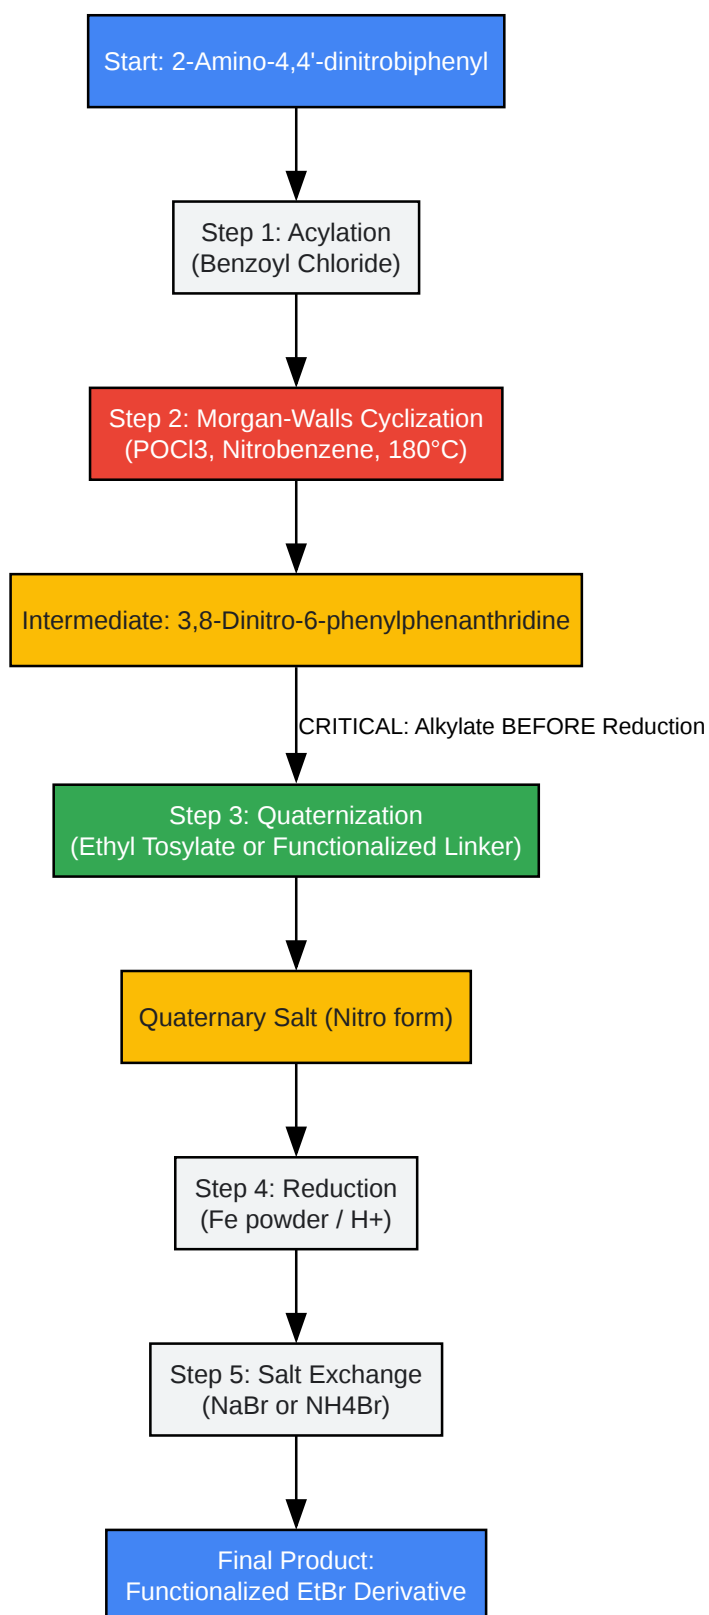 Start: 2-Amino-4,4'-dinitrobiphenyl
Step 1: Acylation
(Benzoyl Chloride)
Step 2: Morgan-Walls Cyclization
(POCl3, Nitrobenzene, 180°C)
Intermediate: 3,8-Dinitro-6-phenylphenanthridine
CRITICAL: Alkylate BEFORE Reduction
Step 3: Quaternization
(Ethyl Tosylate or Functionalized Linker)
Quaternary Salt (Nitro form)
Step 4: Reduction
(Fe powder / H+)
Step 5: Salt Exchange
(NaBr or NH4Br)
Final Product:
Functionalized EtBr Derivative